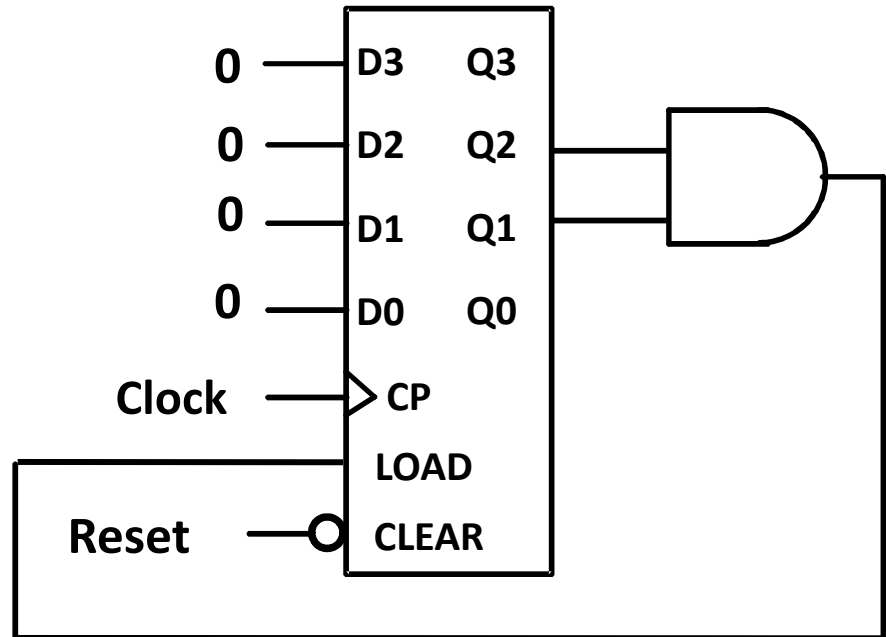 0 D3 Q3
0 D2 Q2
0 D1 Q1
0 D0 Q0
Clock CP
LOAD
Reset CLEAR